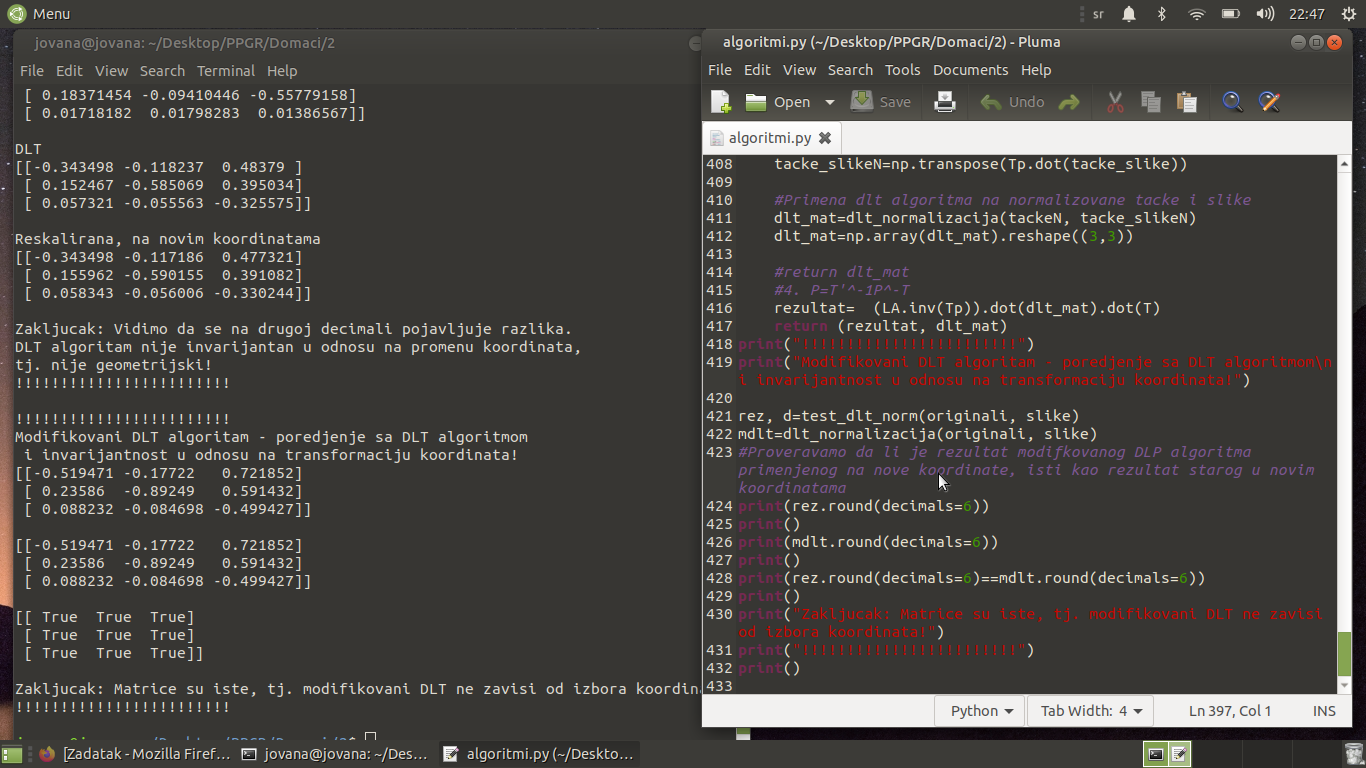 Menu
sr
22:47
jovana@jovana: ~/Desktop/PPGR/Domaci/2
File Edit View Search Terminal Help
[ 0.18371454 -0.09410446 -0.55779158]
[ 0.01718182  0.01798283  0.01386567]]
DLT
[[-0.343498 -0.118237  0.48379 ]
[ 0.152467 -0.585069  0.395034]
[ 0.057321 -0.055563 -0.325575]]
Reskalirana, na novim koordinatama
[[-0.343498 -0.117186  0.477321]
[ 0.155962 -0.590155  0.391082]
[ 0.058343 -0.056006 -0.330244]]
Zakljucak: Vidimo da se na drugoj decimali pojavljuje razlika.
DLT algoritam nije invarijantan u odnosu na promenu koordinata,
tj. nije geometrijski!
!!!!!!!!!!!!!!!!!!!!!!!!
!!!!!!!!!!!!!!!!!!!!!!!!
Modifikovani DLT algoritam - poredjenje sa DLT algoritmom
i invarijantnost u odnosu na transformaciju koordinata!
[[-0.519471 -0.17722   0.721852]
[ 0.23586  -0.89249   0.591432]
[ 0.088232 -0.084698 -0.499427]]
[[-0.519471 -0.17722   0.721852]
[ 0.23586  -0.89249   0.591432]
[ 0.088232 -0.084698 -0.499427]]
[[ True  True  True]
[ True  True  True]
[ True  True  True]]
Zakljucak: Matrice su iste, tj. modifikovani DLT ne zavisi od izbora koordin
!!!!!!!!!!!!!!!!!!!!!!!!
algoritmi.py (~/Desktop/PPGR/Domaci/2) - Pluma
File Edit View Search Tools Documents Help
Open Save Undo
algoritmi.py
408 tacke_slikeN=np.transpose(Tp.dot(tacke_slike))
409
410 #Primena dlt algoritma na normalizovane tacke i slike
411 dlt_mat=dlt_normalizacija(tackeN, tacke_slikeN)
412 dlt_mat=np.array(dlt_mat).reshape((3,3))
413
414 #return dlt_mat
415 #4. P=T'^-1P^-T
416 rezultat=  (LA.inv(Tp)).dot(dlt_mat).dot(T)
417 return (rezultat, dlt_mat)
418 print("!!!!!!!!!!!!!!!!!!!!!!!!")
419 print("Modifikovani DLT algoritam - poredjenje sa DLT algoritmom\n
i invarijantnost u odnosu na transformaciju koordinata!")
420
421 rez, d=test_dlt_norm(originali, slike)
422 mdlt=dlt_normalizacija(originali, slike)
423 #Proveravamo da li je rezultat modifkovanog DLP algoritma
primenjenog na nove koordinate, isti kao rezultat starog u novim
koordinatama
424 print(rez.round(decimals=6))
425 print()
426 print(mdlt.round(decimals=6))
427 print()
428 print(rez.round(decimals=6)==mdlt.round(decimals=6))
429 print()
430 print("Zakljucak: Matrice su iste, tj. modifikovani DLT ne zavisi
od izbora koordinata!")
431 print("!!!!!!!!!!!!!!!!!!!!!!!!")
432 print()
433
Python Tab Width: 4 Ln 397, Col 1 INS
[Zadatak - Mozilla Firef... jovana@jovana: ~/Des... algoritmi.py (~/Deskto...